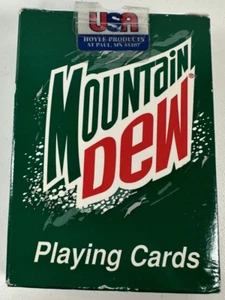 USA
HOYLE PRODUCTS
ST PAUL, MN 55107
MOUNTAIN
DEW
Playing Cards